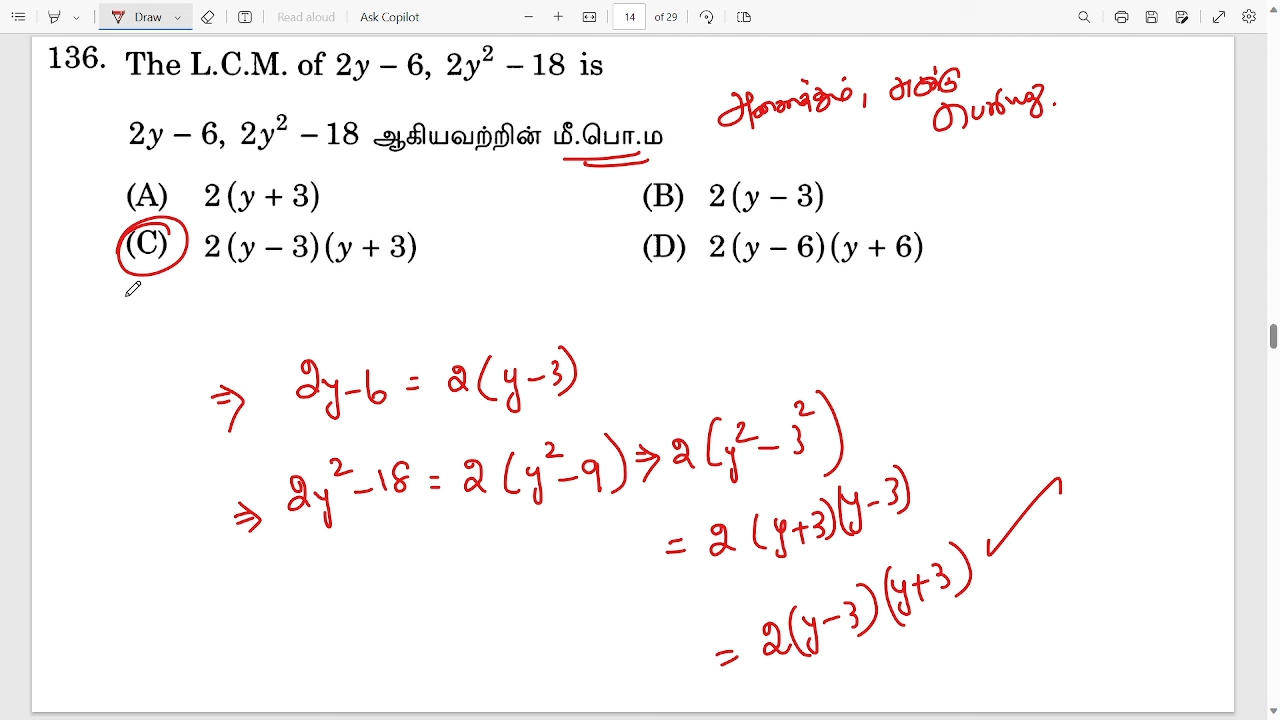 Draw Read aloud Ask Copilot 14 of 29
136. The L.C.M. of 2y – 6, 2y² – 18 is
2y – 6, 2y² – 18 ஆகியவற்றின் மீ.பொ.ம
(A) 2(y + 3) (B) 2(y – 3)
(C) 2(y – 3)(y + 3) (D) 2(y – 6)(y + 6)
⇒ 2y–6 = 2(y–3)
⇒ 2y²–18 = 2(y²–9) ⇒ 2(y²–3²)
= 2(y+3)(y–3)
= 2(y–3)(y+3)